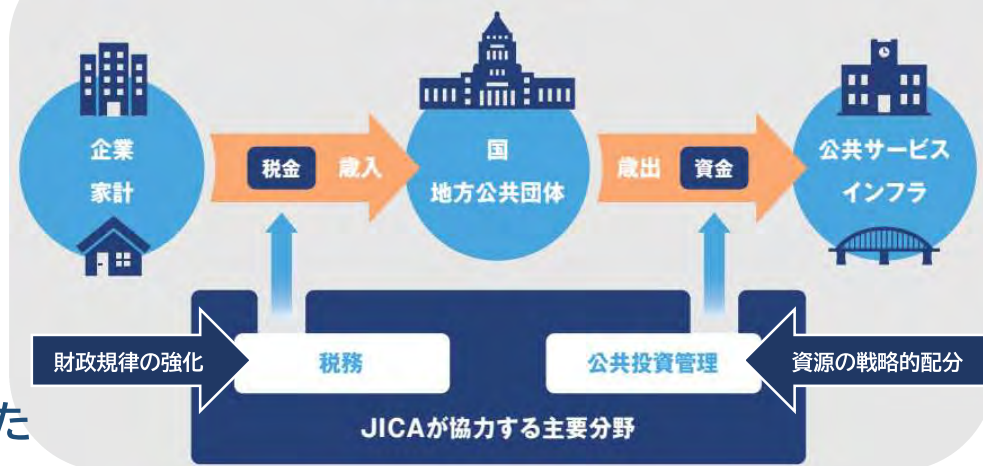 企業
家計
税金
歳入
国
地方公共団体
歳出
資金
公共サービス
インフラ
財政規律の強化
税務
公共投資管理
資源の戦略的配分
JICAが協力する主要分野
た